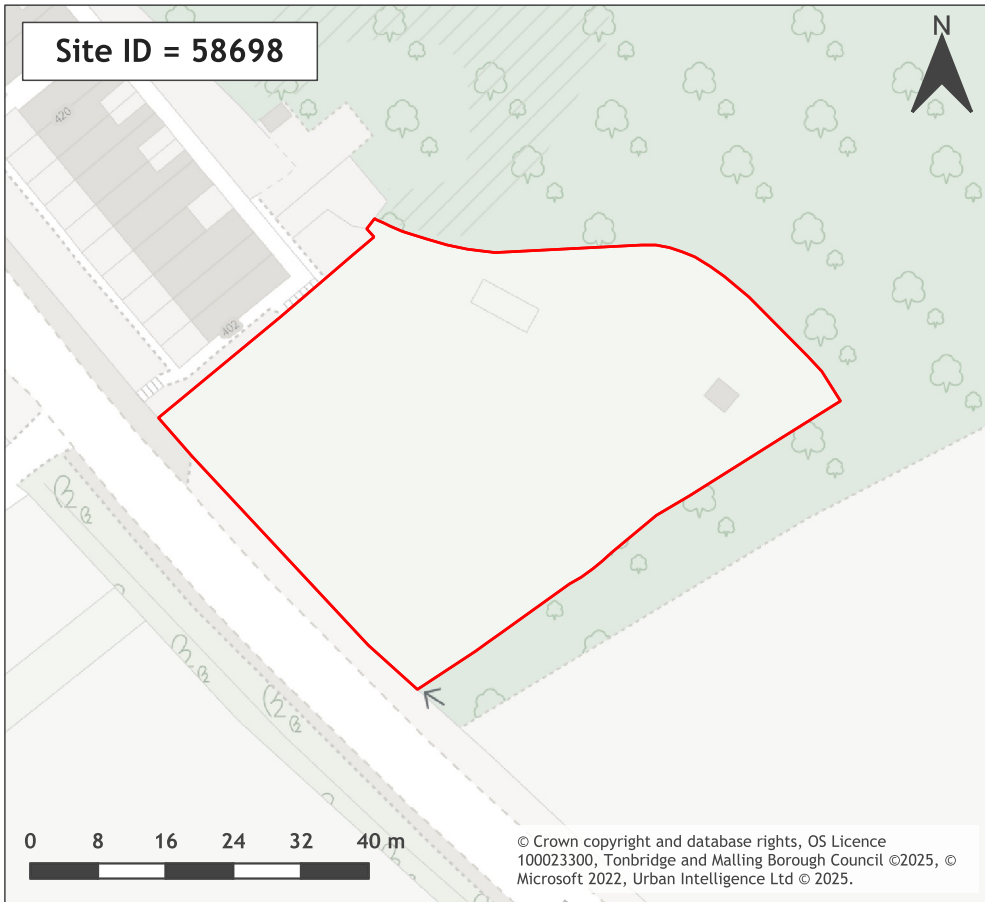 Site ID = 58698
N
420
402
0 8 16 24 32 40 m
© Crown copyright and database rights, OS Licence
100023300, Tonbridge and Malling Borough Council ©2025, ©
Microsoft 2022, Urban Intelligence Ltd © 2025.